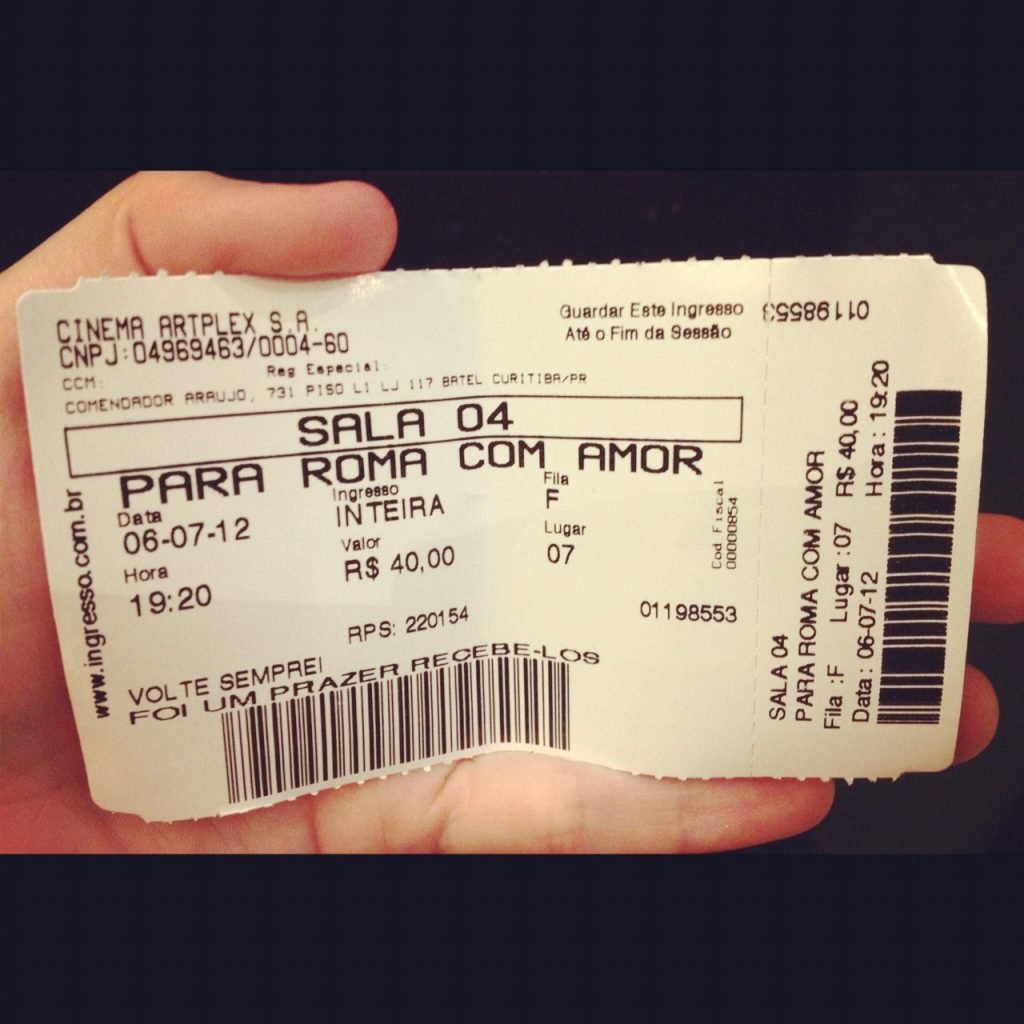 CINEMA ARTPLEX S.A.
CNPJ:04969463/0004-60
Reg Especial:
CCM:
COMENDADOR ARAUJO, 731 PISO L1 LJ 117 BATEL CURITIBA/PR
Guardar Este Ingresso
Até o Fim da Sessão
SALA 04
PARA ROMA COM AMOR
Data
06-07-12
Hora
19:20
Ingresso
INTEIRA
Valor
R$ 40,00
Fila
F
Lugar
07
Cod Fiscal
00000854
RPS: 220154
01198553
VOLTE SEMPRE!
FOI UM PRAZER RECEBE-LOS
www.ingresso.com.br
01198553
SALA 04
PARA ROMA COM AMOR
Fila :F Lugar :07 R$ 40,00
Data : 06-07-12 Hora : 19:20